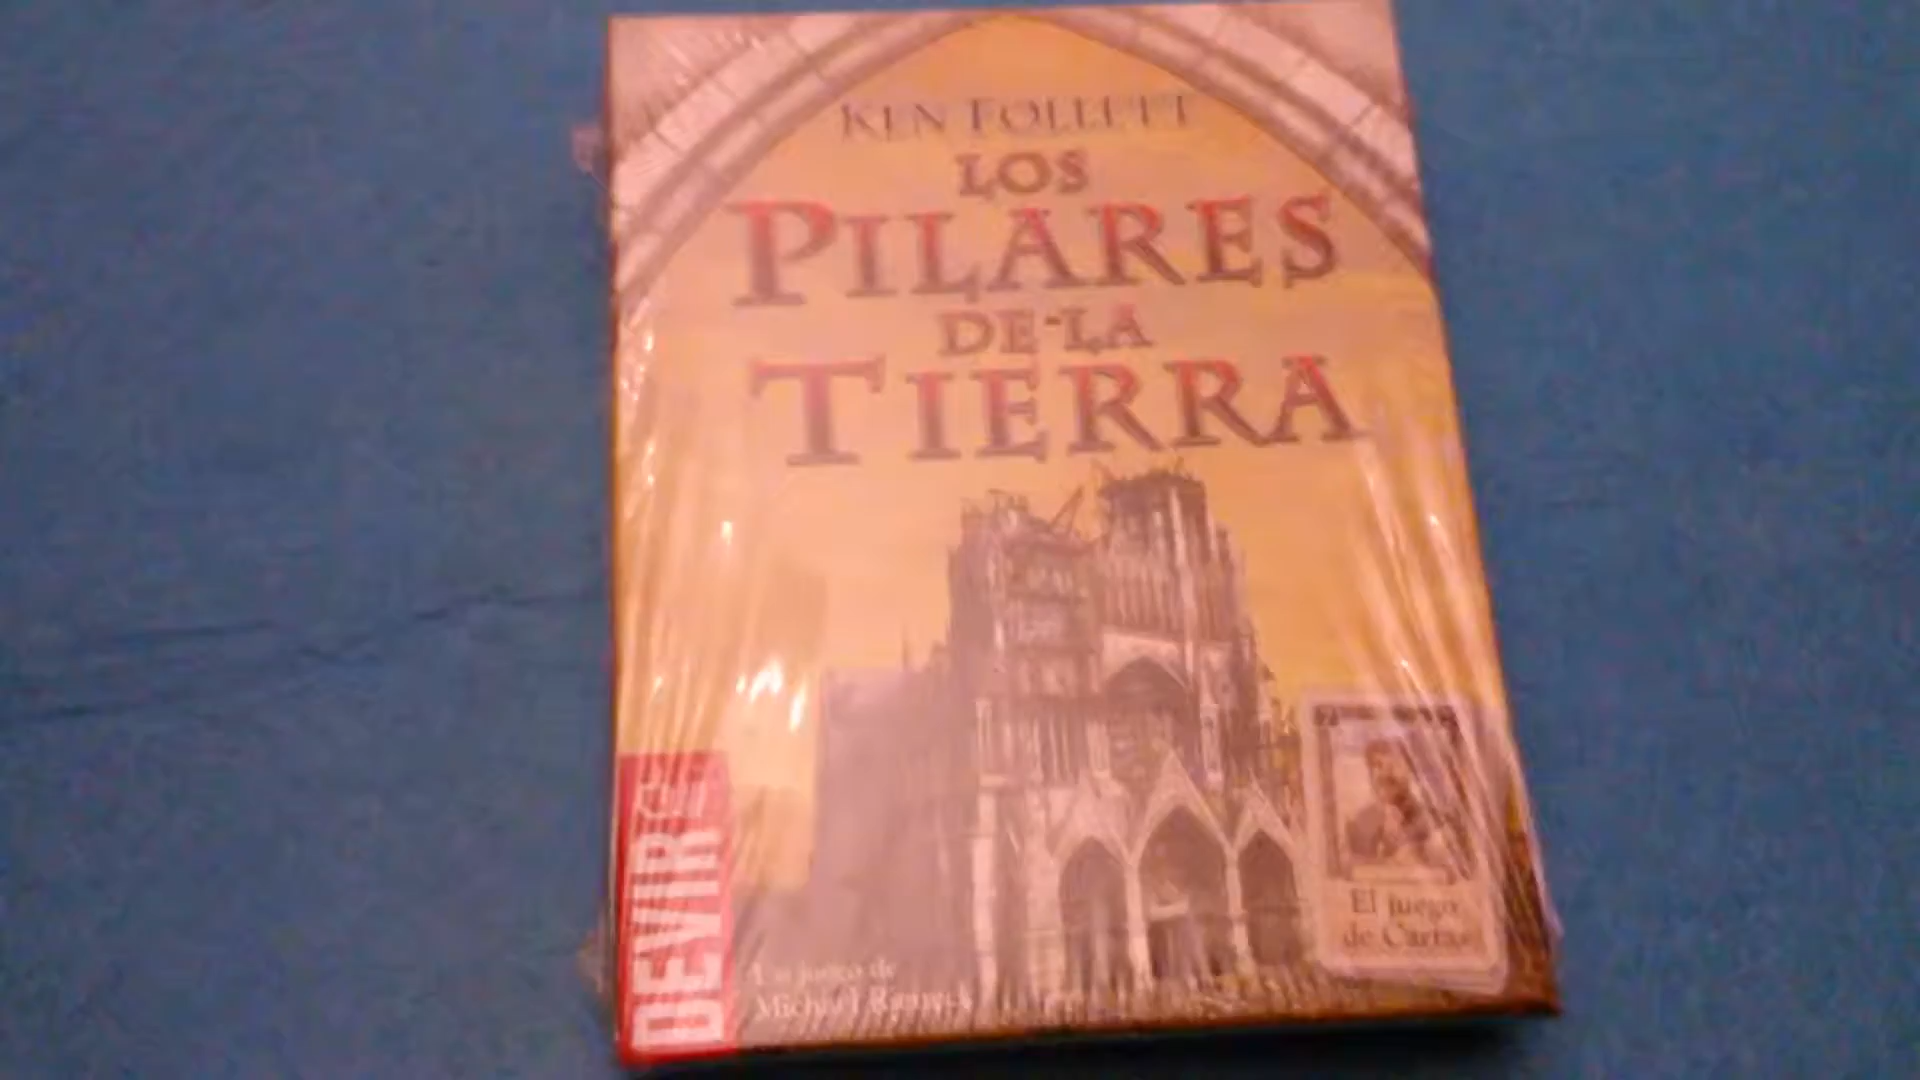 KEN FOLLETT
LOS
PILARES
DE LA
TIERRA
DEVIR
El juego
de Cartas
Un juego de
Michael Rieneck